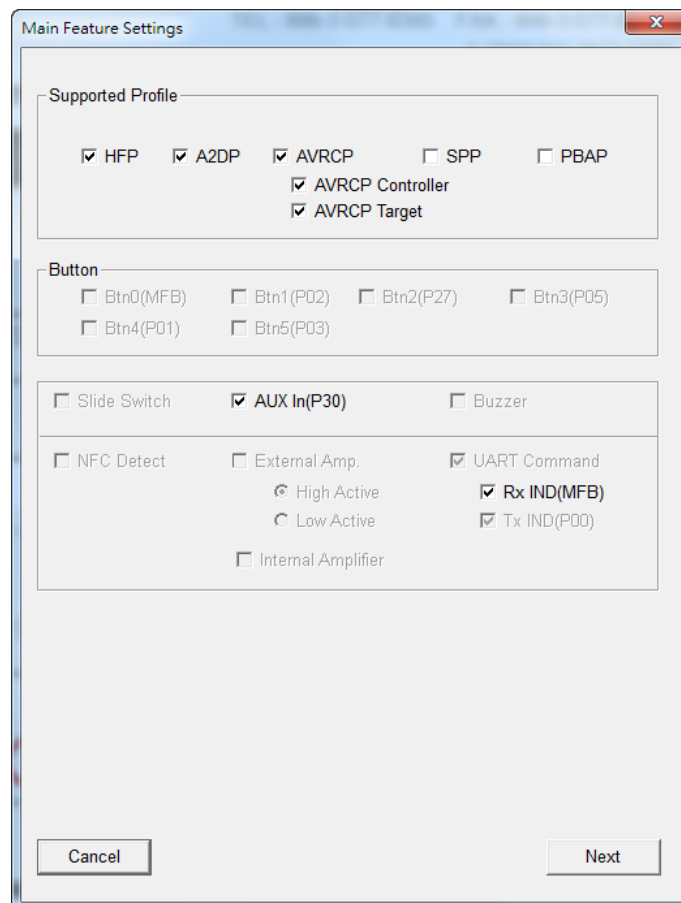 Main Feature Settings
Supported Profile
HFP A2DP AVRCP SPP PBAP
AVRCP Controller
AVRCP Target
Button
Btn0(MFB) Btn1(P02) Btn2(P27) Btn3(P05)
Btn4(P01) Btn5(P03)
Slide Switch AUX In(P30) Buzzer
NFC Detect External Amp. UART Command
High Active Rx IND(MFB)
Low Active Tx IND(P00)
Internal Amplifier
Cancel Next